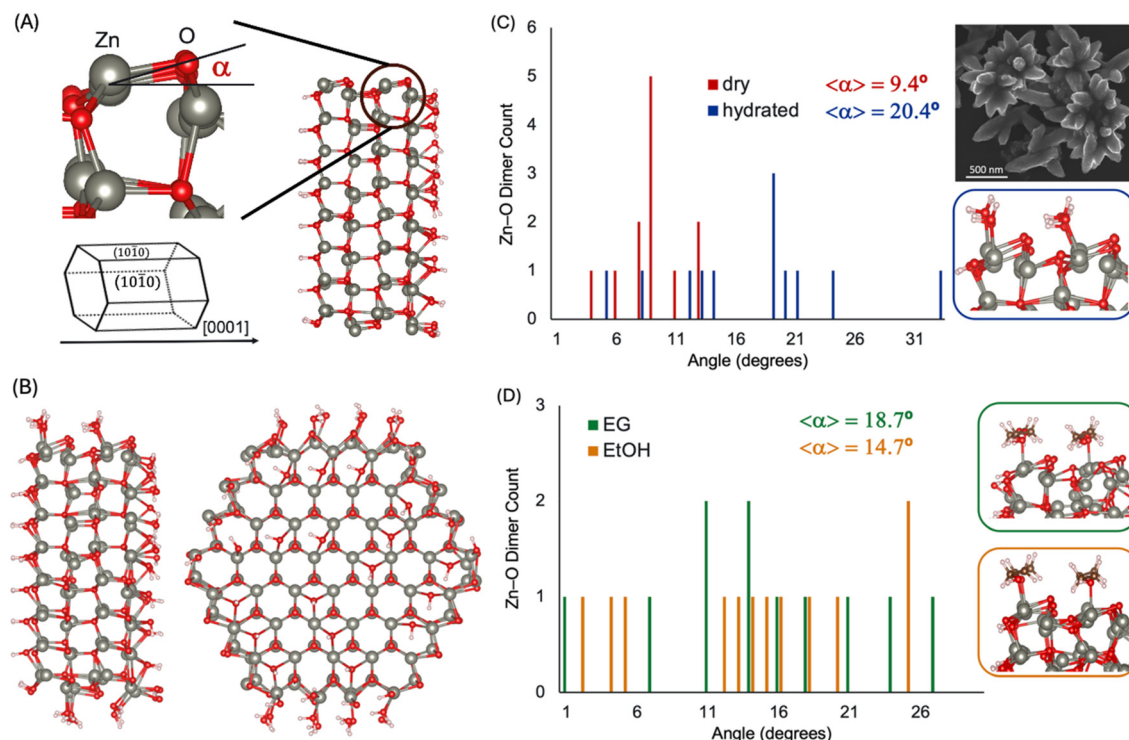 (A)
Zn
O
α
(101̄0)
(101̄0)
[0001]
(B)
(C)
Zn–O Dimer Count
6
5
4
3
2
1
0
dry
<α> = 9.4°
hydrated
<α> = 20.4°
1 6 11 16 21 26 31
Angle (degrees)
500 nm
(D)
Zn–O Dimer Count
3
2
1
0
EG
<α> = 18.7°
EtOH
<α> = 14.7°
1 6 11 16 21 26
Angle (degrees)